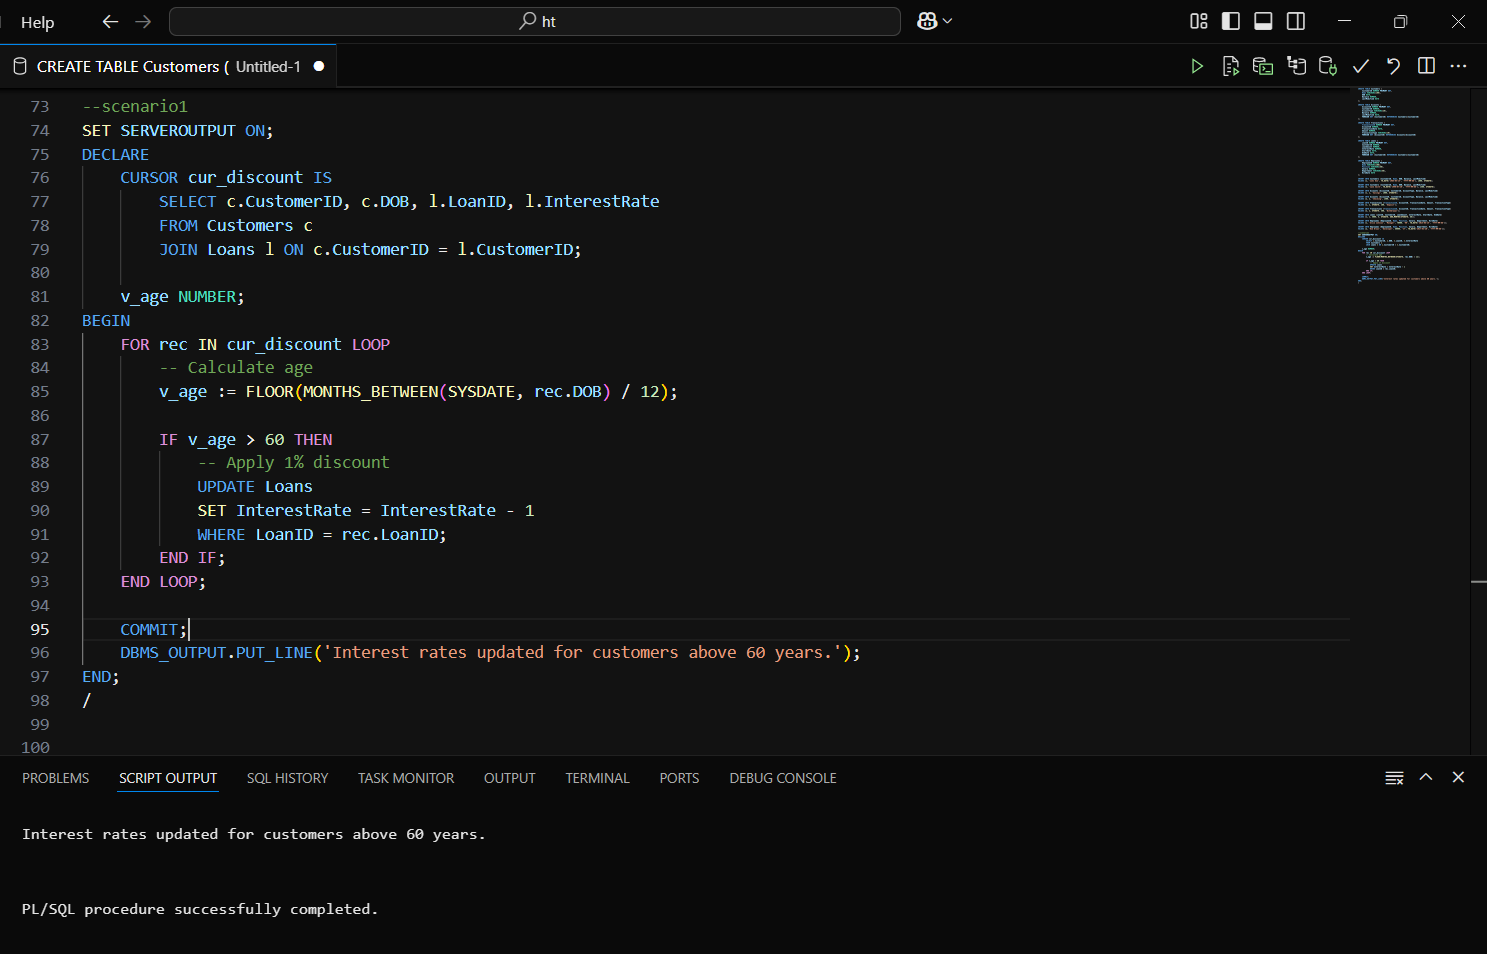 Help
ht
CREATE TABLE Customers ( Untitled-1
73 --scenario1
74 SET SERVEROUTPUT ON;
75 DECLARE
76 CURSOR cur_discount IS
77 SELECT c.CustomerID, c.DOB, l.LoanID, l.InterestRate
78 FROM Customers c
79 JOIN Loans l ON c.CustomerID = l.CustomerID;
80
81 v_age NUMBER;
82 BEGIN
83 FOR rec IN cur_discount LOOP
84 -- Calculate age
85 v_age := FLOOR(MONTHS_BETWEEN(SYSDATE, rec.DOB) / 12);
86
87 IF v_age > 60 THEN
88 -- Apply 1% discount
89 UPDATE Loans
90 SET InterestRate = InterestRate - 1
91 WHERE LoanID = rec.LoanID;
92 END IF;
93 END LOOP;
94
95 COMMIT;
96 DBMS_OUTPUT.PUT_LINE('Interest rates updated for customers above 60 years.');
97 END;
98 /
99
100
PROBLEMS SCRIPT OUTPUT SQL HISTORY TASK MONITOR OUTPUT TERMINAL PORTS DEBUG CONSOLE
Interest rates updated for customers above 60 years.
PL/SQL procedure successfully completed.